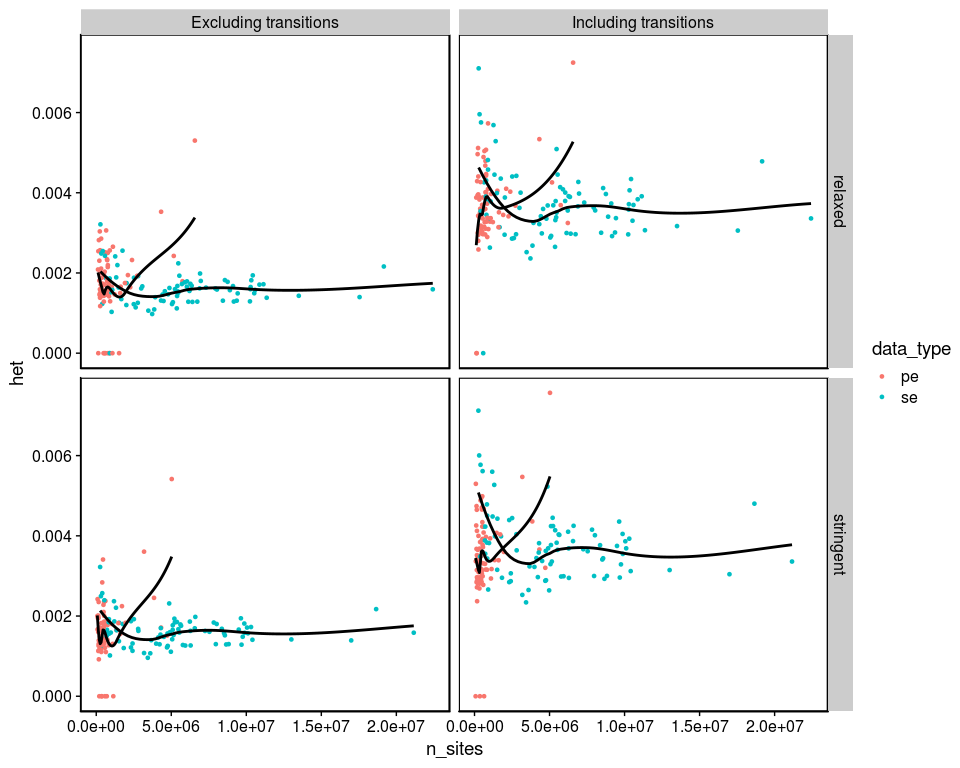 Excluding transitions
Including transitions
0.006
0.004
0.002
0.000
relaxed
het
0.006
0.004
0.002
0.000
stringent
0.0e+00
5.0e+06
1.0e+07
1.5e+07
2.0e+07
0.0e+00
5.0e+06
1.0e+07
1.5e+07
2.0e+07
n_sites
data_type
pe
se